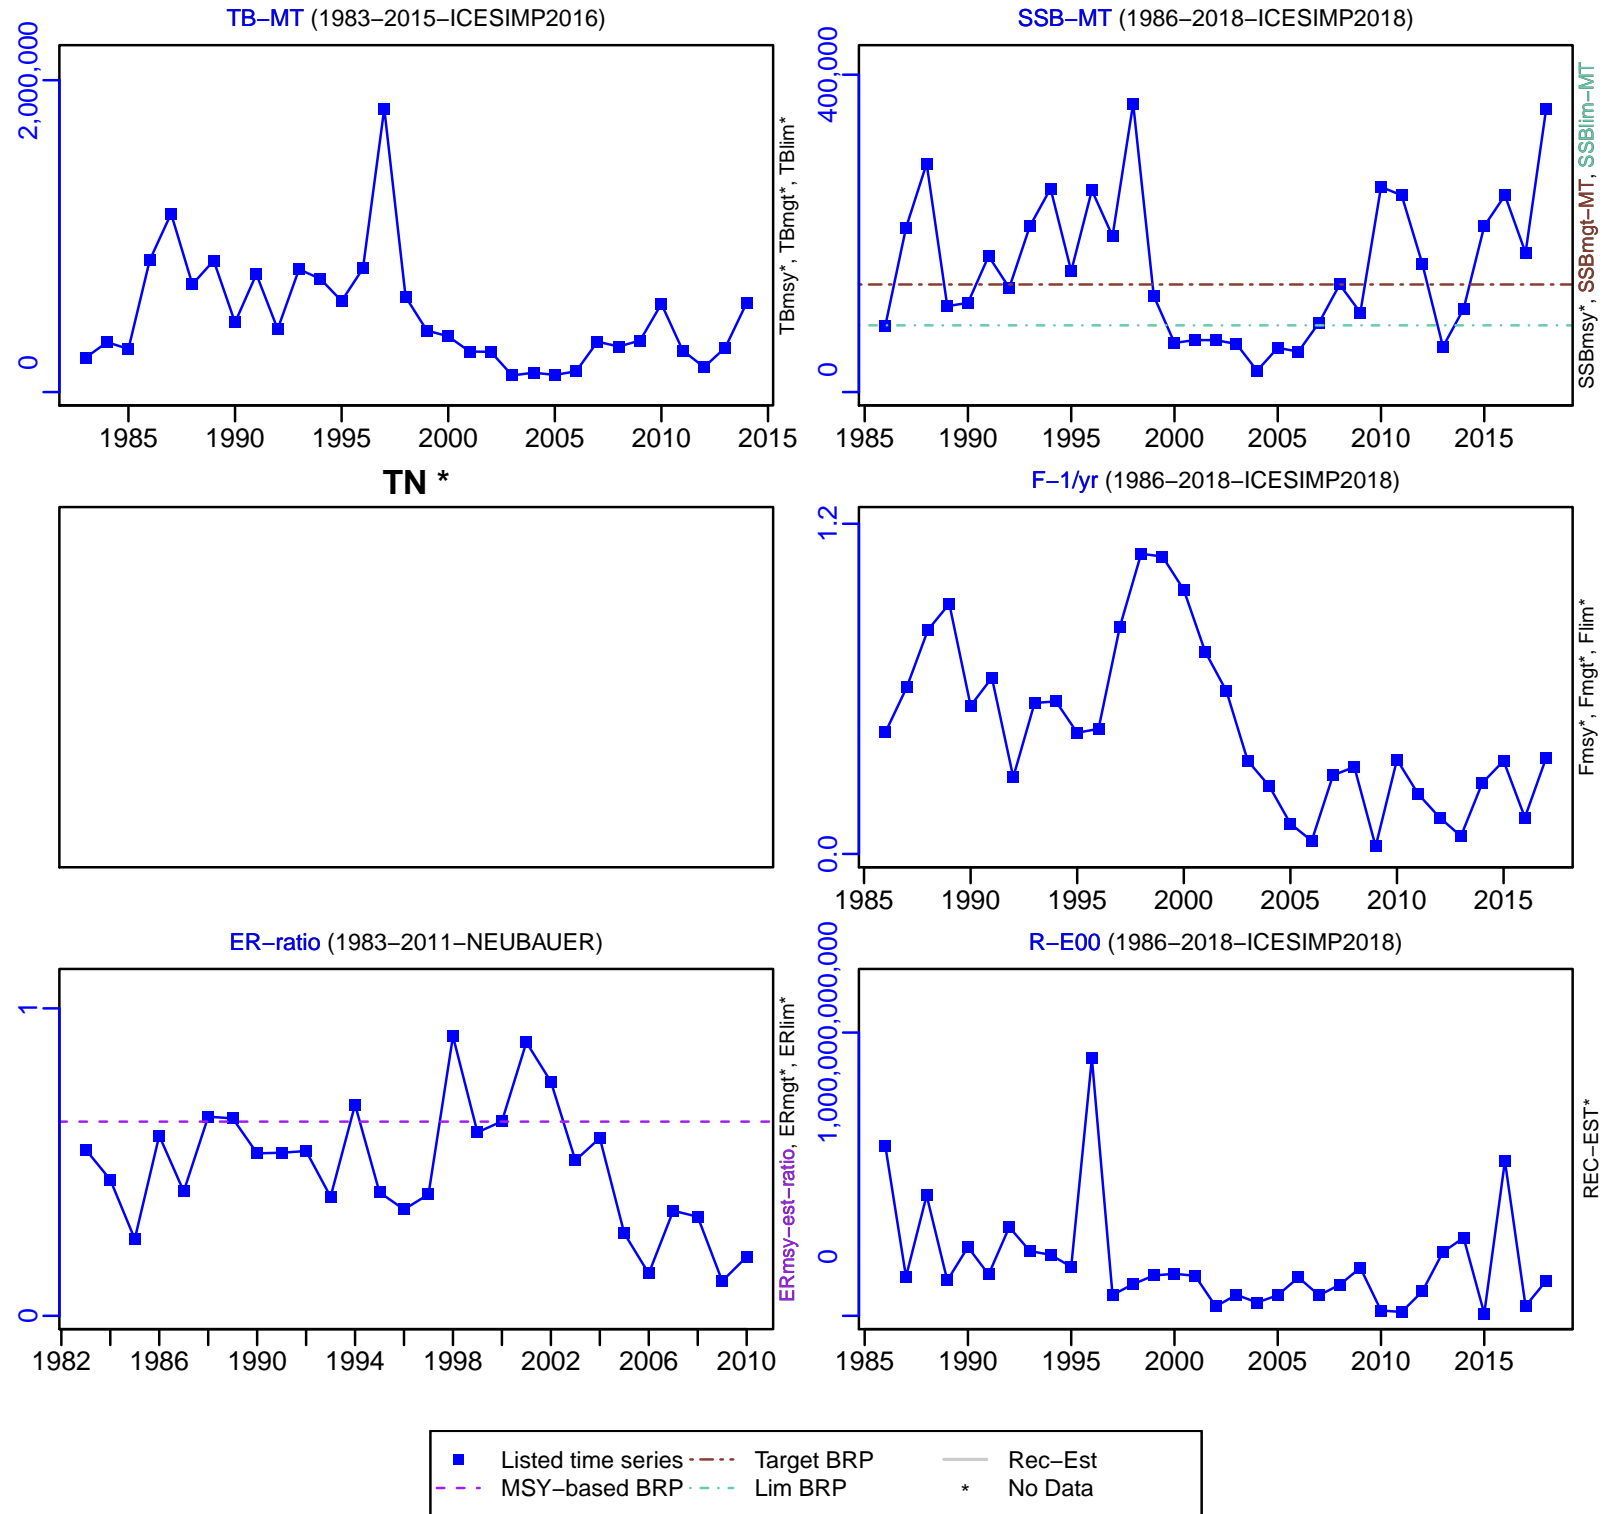 TB−MT (1983−2015−ICESIMP2016)
2,000,000
0
1985 1990 1995 2000 2005 2010 2015
TBmsy*, TBmgt*, TBlim*
SSB−MT (1986−2018−ICESIMP2018)
400,000
0
1985 1990 1995 2000 2005 2010 2015
SSBmsy*, SSBmgt−MT, SSBlim−MT
TN *
F−1/yr (1986−2018−ICESIMP2018)
1.2
0.0
1985 1990 1995 2000 2005 2010 2015
Fmsy*, Fmgt*, Flim*
ER−ratio (1983−2011−NEUBAUER)
1
0
1982 1986 1990 1994 1998 2002 2006 2010
ERmsy−est−ratio, ERmgt*, ERlim*
R−E00 (1986−2018−ICESIMP2018)
1,000,000,000
0
1985 1990 1995 2000 2005 2010 2015
REC−EST*
Listed time series Target BRP Rec−Est
MSY−based BRP Lim BRP * No Data